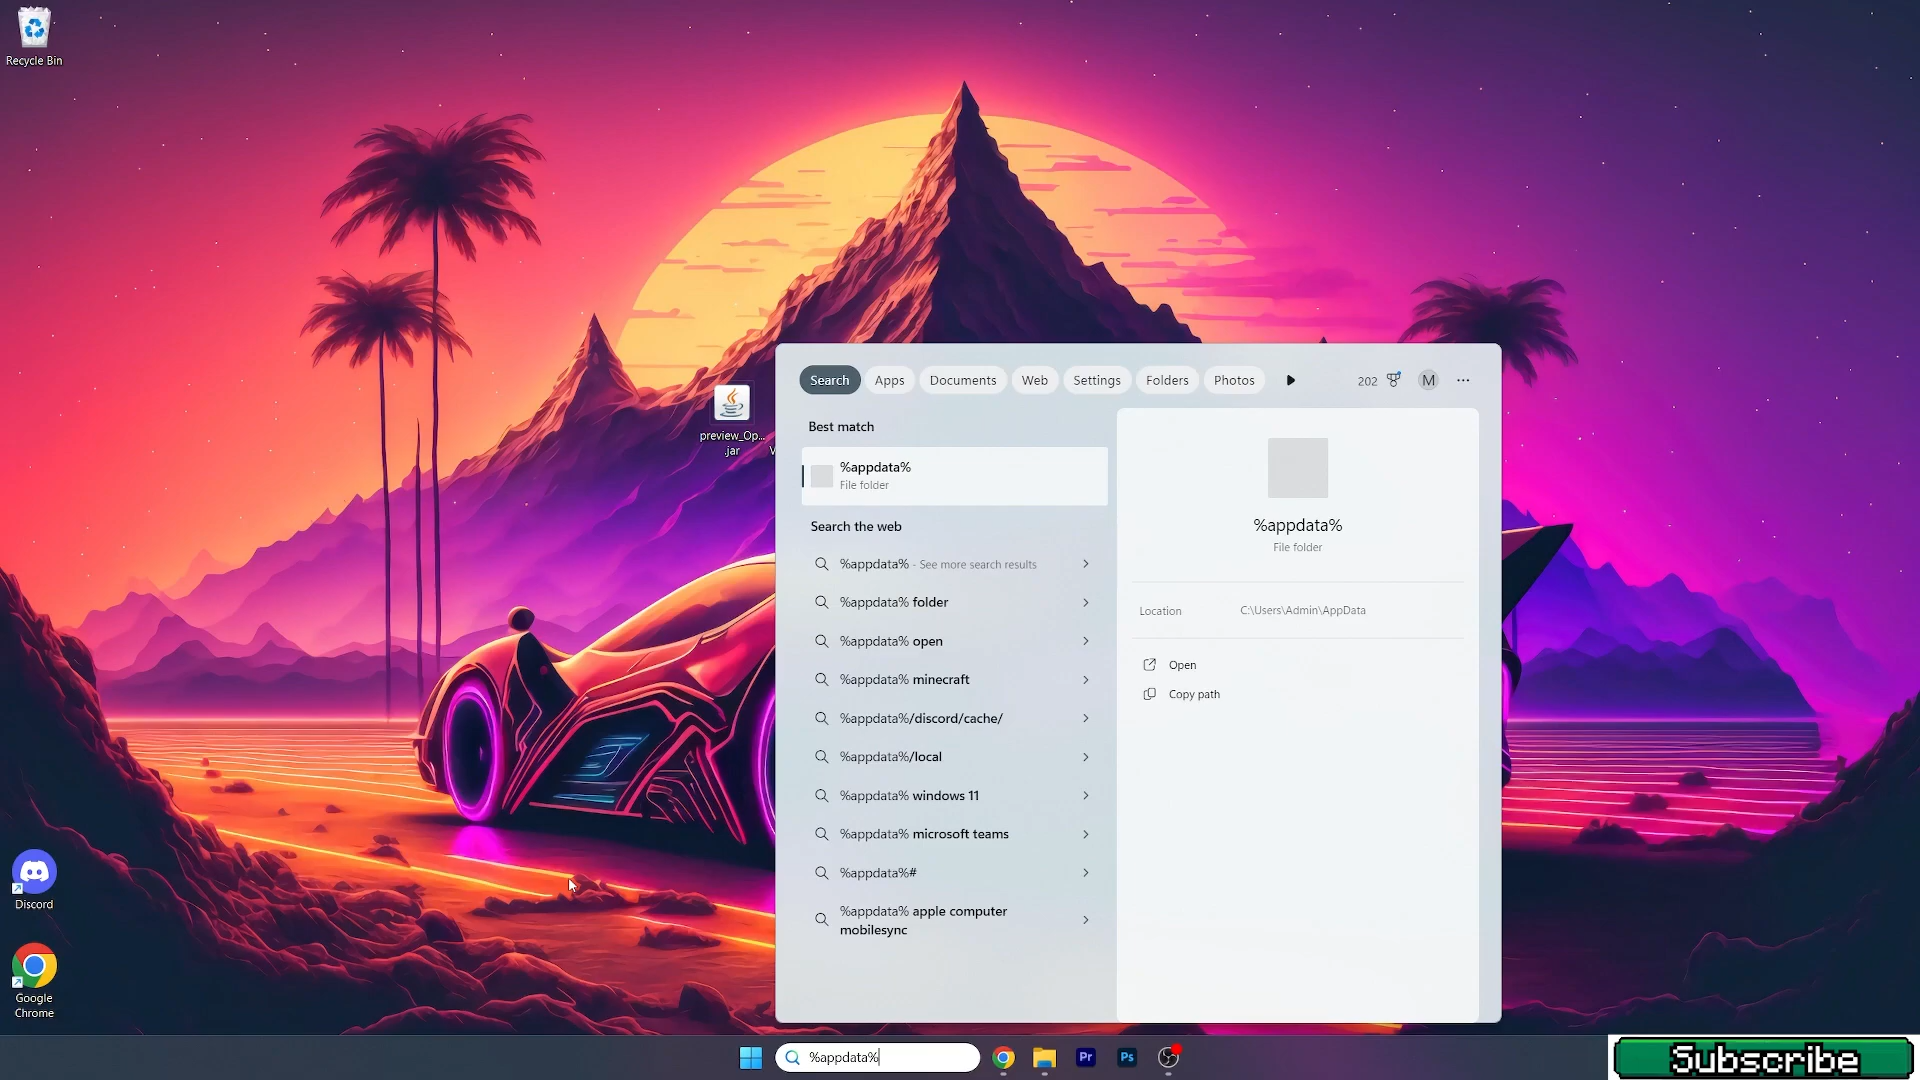 Recycle Bin
preview_Op...
.jar
V
Discord
Google
Chrome
Search
Apps
Documents
Web
Settings
Folders
Photos
202
M
Best match
%appdata%
File folder
Search the web
%appdata% - See more search results
%appdata% folder
%appdata% open
%appdata% minecraft
%appdata%/discord/cache/
%appdata%/local
%appdata% windows 11
%appdata% microsoft teams
%appdata%#
%appdata% apple computer
mobilesync
%appdata%
File folder
Location
C:\Users\Admin\AppData
Open
Copy path
%appdata%
Pr
Ps
Subscribe